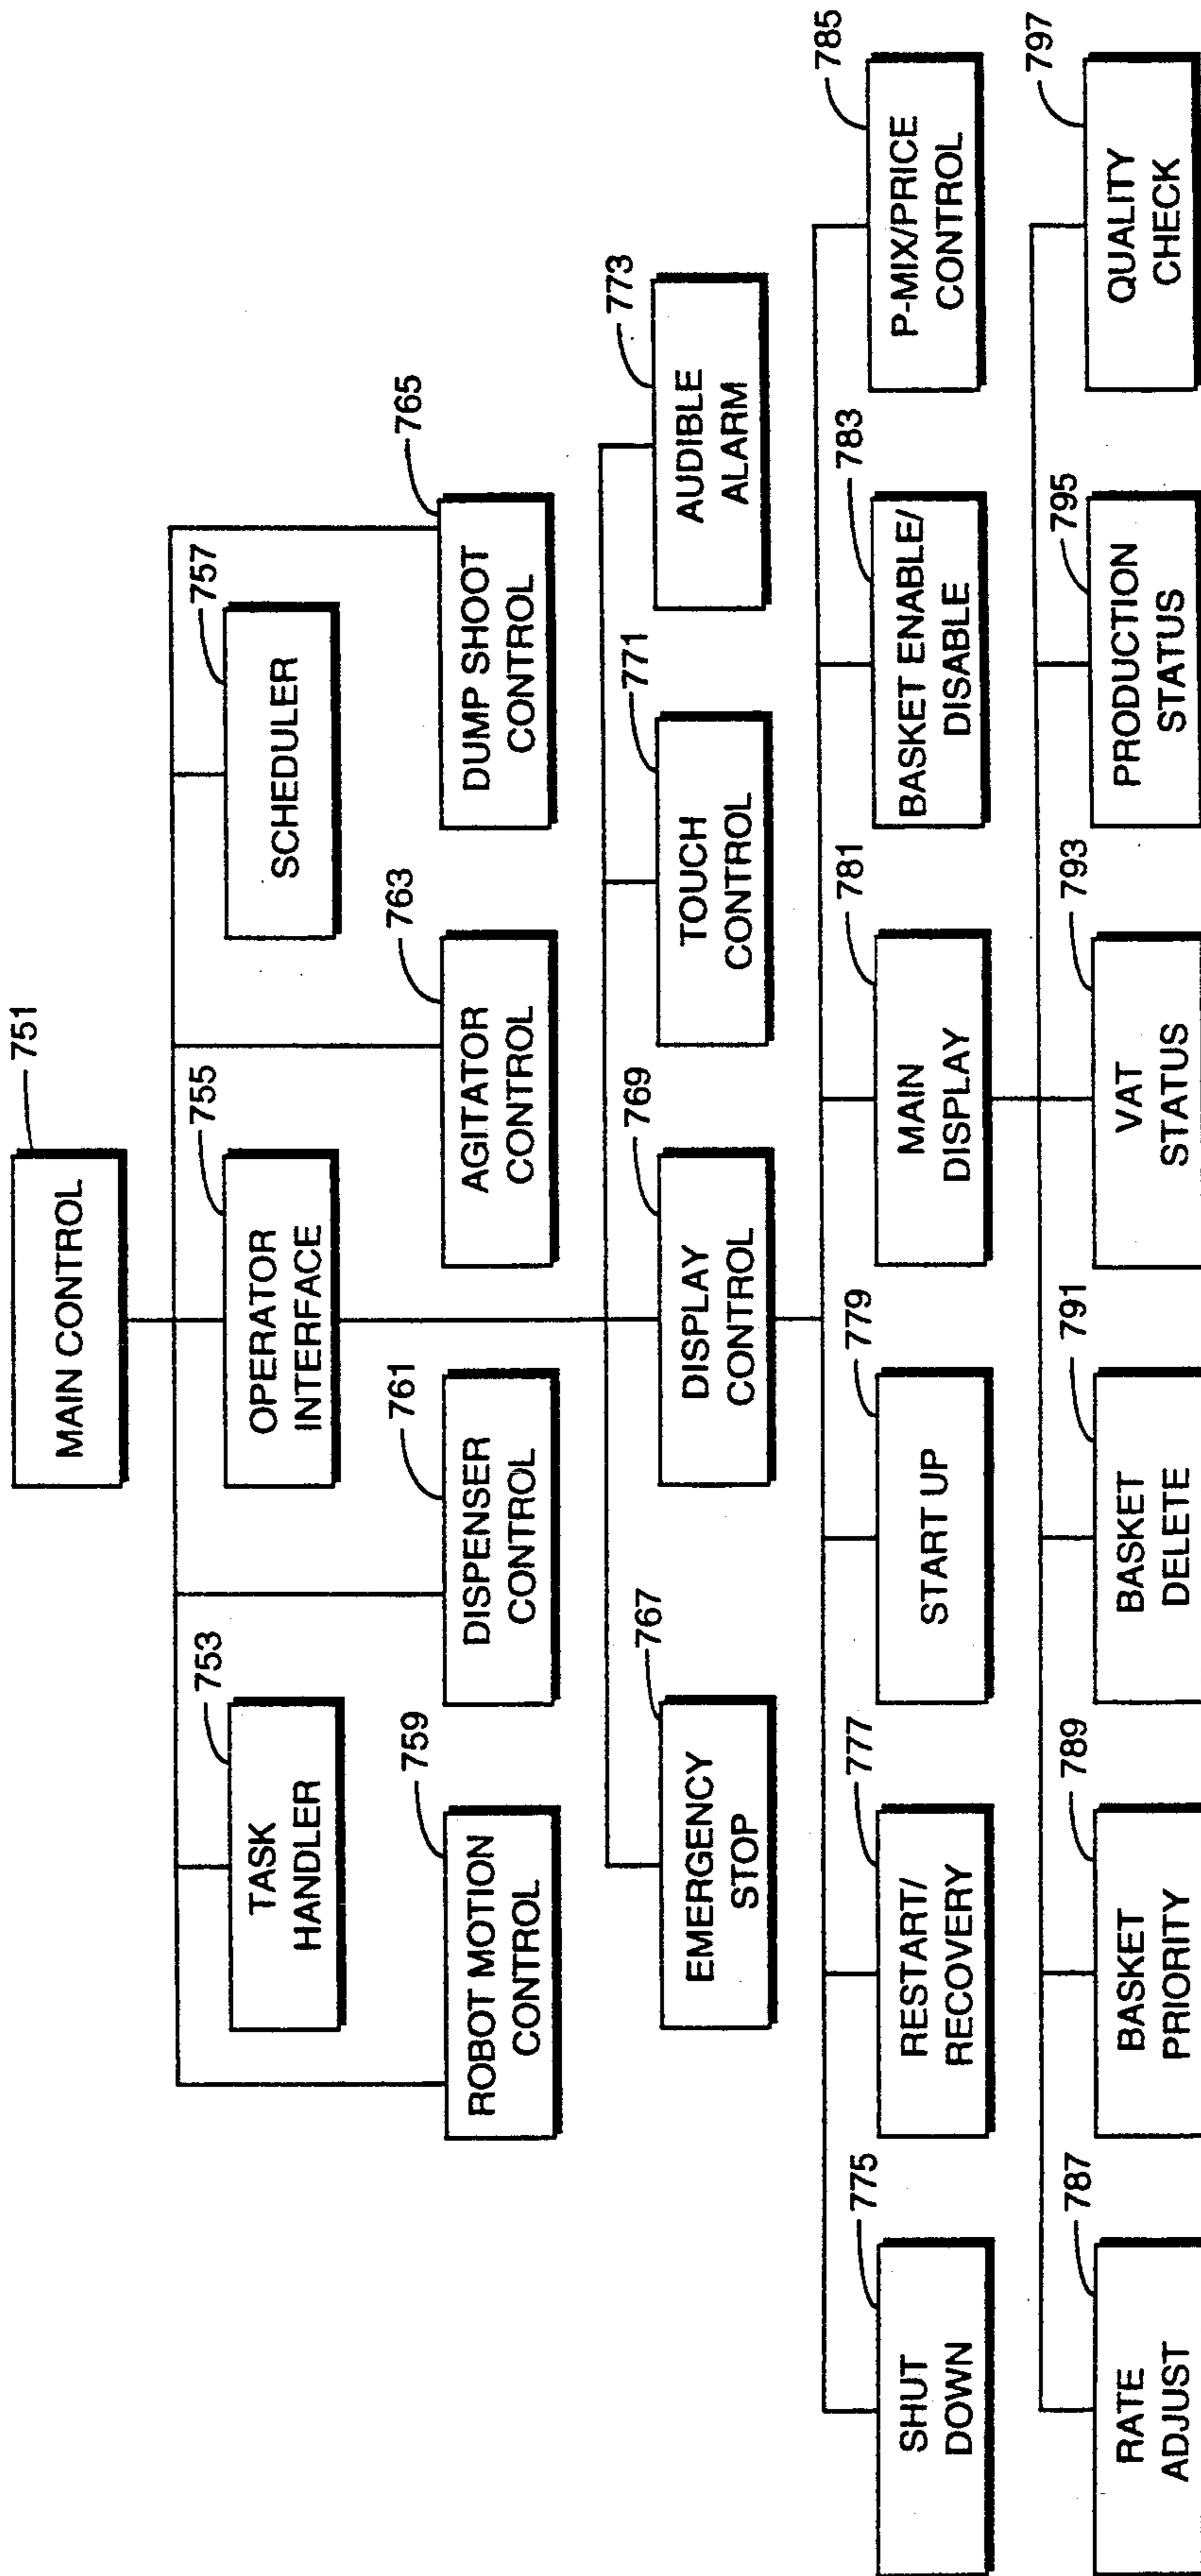 751
MAIN CONTROL
753
TASK
HANDLER
755
OPERATOR
INTERFACE
757
SCHEDULER
759
ROBOT MOTION
CONTROL
761
DISPENSER
CONTROL
763
AGITATOR
CONTROL
765
DUMP SHOOT
CONTROL
767
EMERGENCY
STOP
769
DISPLAY
CONTROL
771
TOUCH
CONTROL
773
AUDIBLE
ALARM
775
SHUT
DOWN
777
RESTART/
RECOVERY
779
START UP
781
MAIN
DISPLAY
783
BASKET ENABLE/
DISABLE
785
P-MIX/PRICE
CONTROL
787
RATE
ADJUST
789
BASKET
PRIORITY
791
BASKET
DELETE
793
VAT
STATUS
795
PRODUCTION
STATUS
797
QUALITY
CHECK